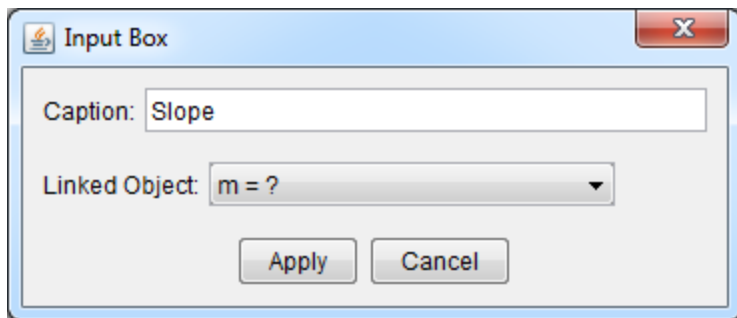 Input Box
Caption: Slope
Linked Object: m = ?
Apply Cancel